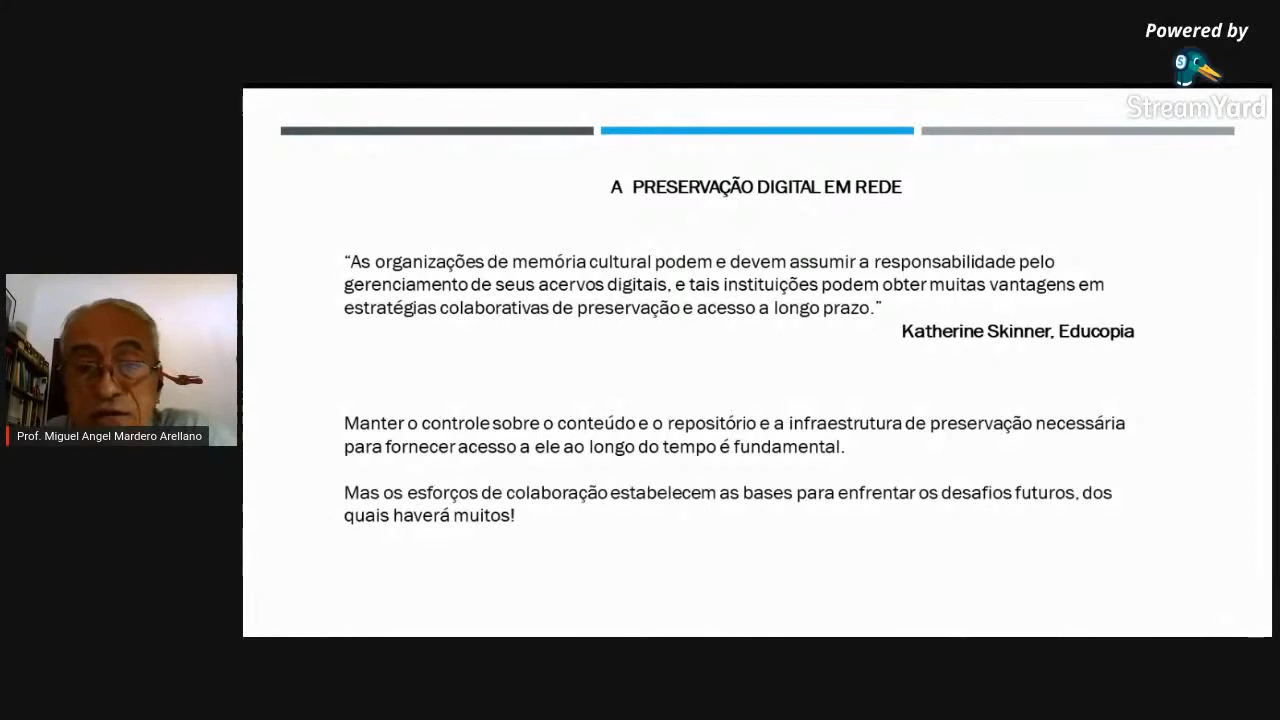 Powered by
StreamYard
A PRESERVAÇÃO DIGITAL EM REDE
“As organizações de memória cultural podem e devem assumir a responsabilidade pelo
gerenciamento de seus acervos digitais, e tais instituições podem obter muitas vantagens em
estratégias colaborativas de preservação e acesso a longo prazo.”
Katherine Skinner, Educopia
Manter o controle sobre o conteúdo e o repositório e a infraestrutura de preservação necessária
para fornecer acesso a ele ao longo do tempo é fundamental.
Mas os esforços de colaboração estabelecem as bases para enfrentar os desafios futuros, dos
quais haverá muitos!
Prof. Miguel Angel Mardero Arellano